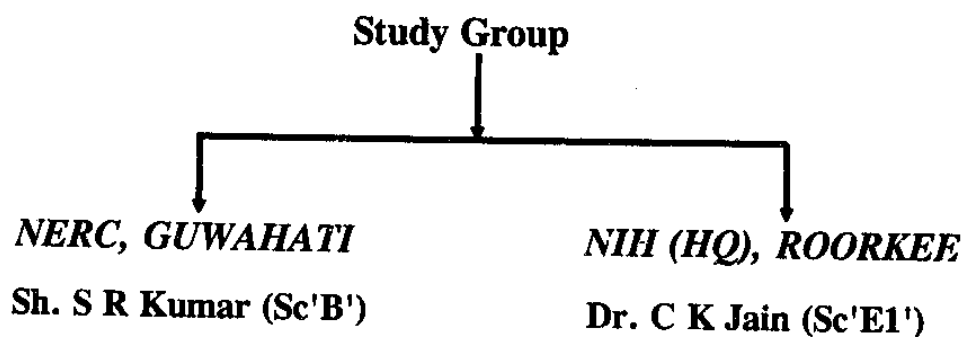 Study Group
NERC, GUWAHATI
Sh. S R Kumar (Sc'B')
NIH (HQ), ROORKEE
Dr. C K Jain (Sc'E1')